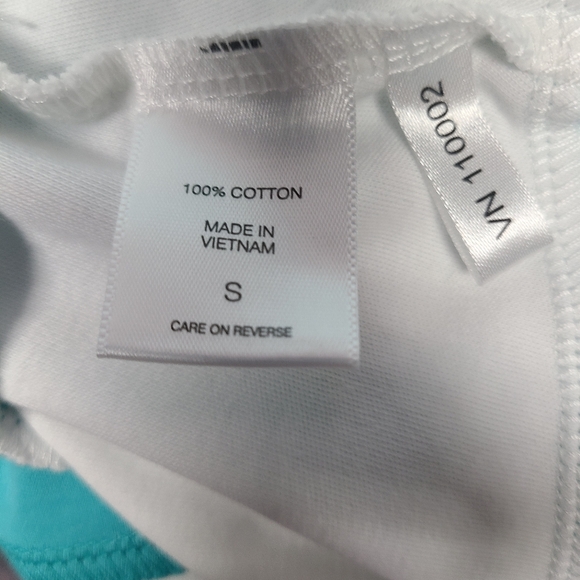 100% COTTON
MADE IN
VIETNAM
S
CARE ON REVERSE
VN 110002